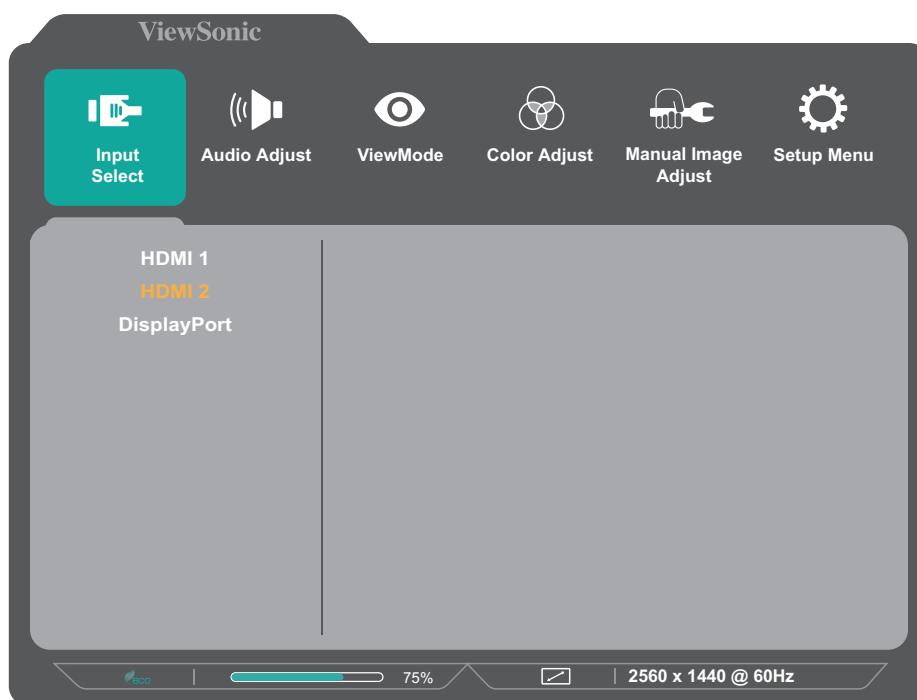 ViewSonic
Input
Select
Audio Adjust
ViewMode
Color Adjust
Manual Image
Adjust
Setup Menu
HDMI 1
HDMI 2
DisplayPort
eco
75%
2560 x 1440 @ 60Hz